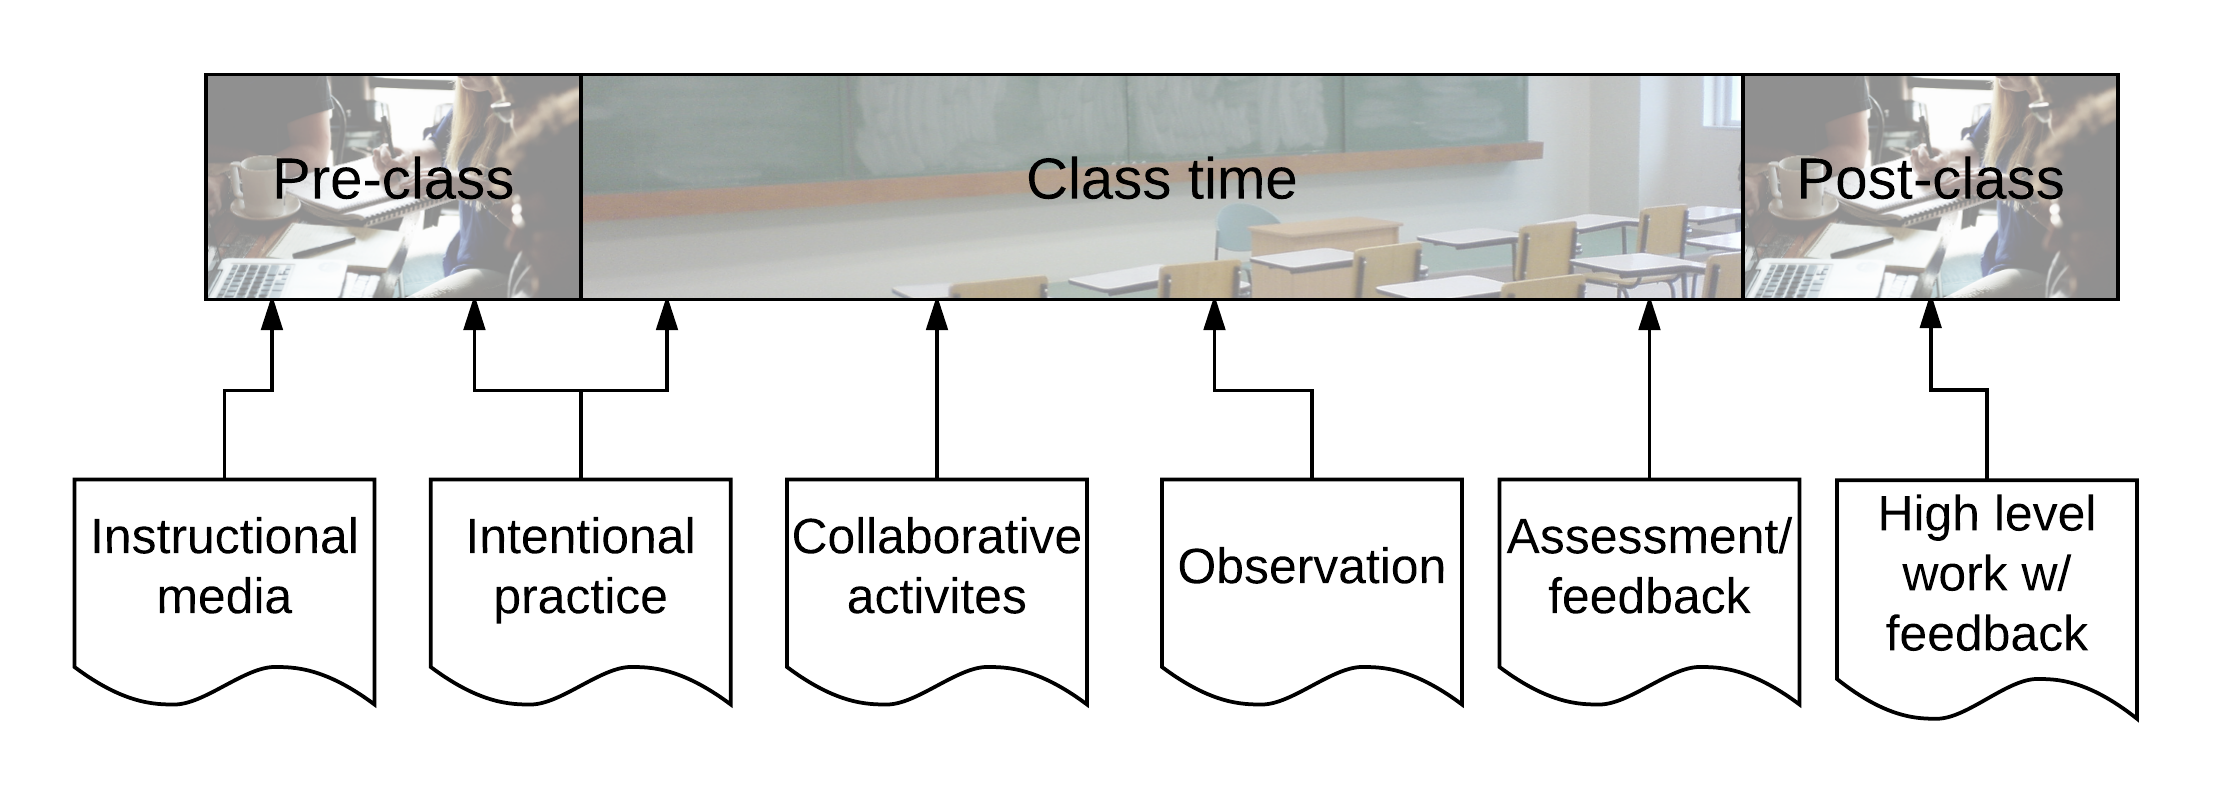 Pre-class
Class time
Post-class
Instructional
media
Intentional
practice
Collaborative
activites
Observation
Assessment/
feedback
High level
work w/
feedback